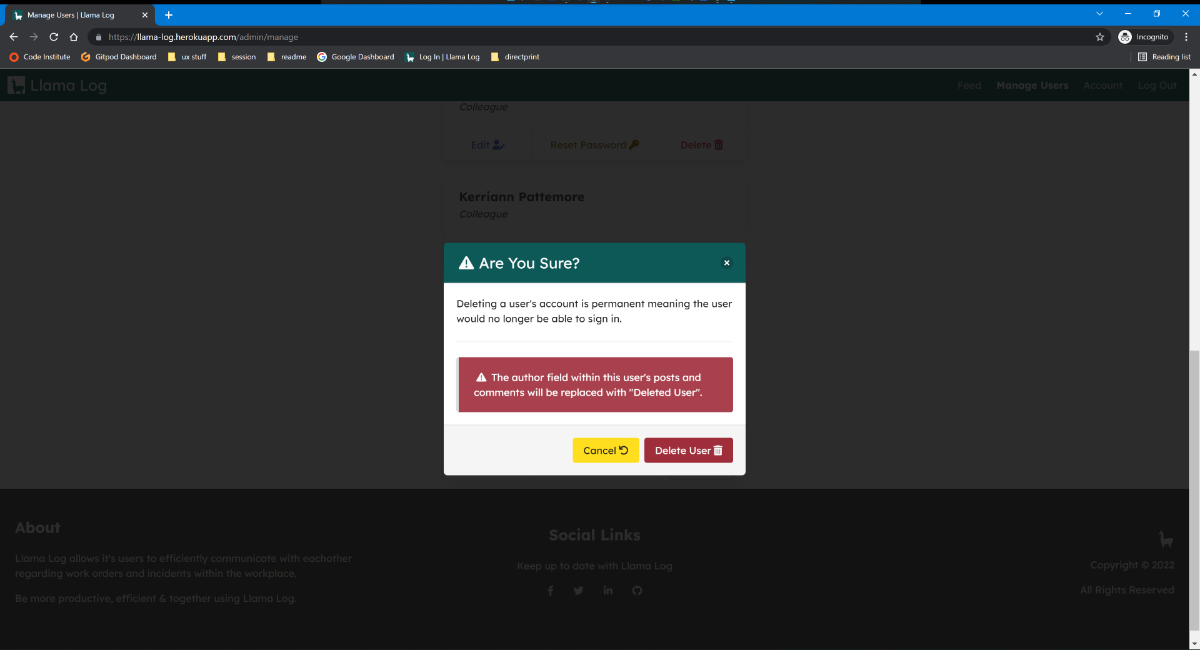 Manage Users | Llama Log
https://llama-log.herokuapp.com/admin/manage
Incognito
Code Institute
Gitpod Dashboard
ux stuff
session
readme
Google Dashboard
Log In | Llama Log
directprint
Reading list
Llama Log
Feed
Manage Users
Account
Log Out
Colleague
Edit
Reset Password
Delete
Kerriann Pattemore
Colleague
Are You Sure?
Deleting a user's account is permanent meaning the user
would no longer be able to sign in.
The author field within this user's posts and
comments will be replaced with "Deleted User".
Cancel
Delete User
About
Llama Log allows it's users to efficiently communicate with eachother
regarding work orders and incidents within the workplace.
Be more productive, efficient & together using Llama Log.
Social Links
Keep up to date with Llama Log
Copyright © 2022
All Rights Reserved